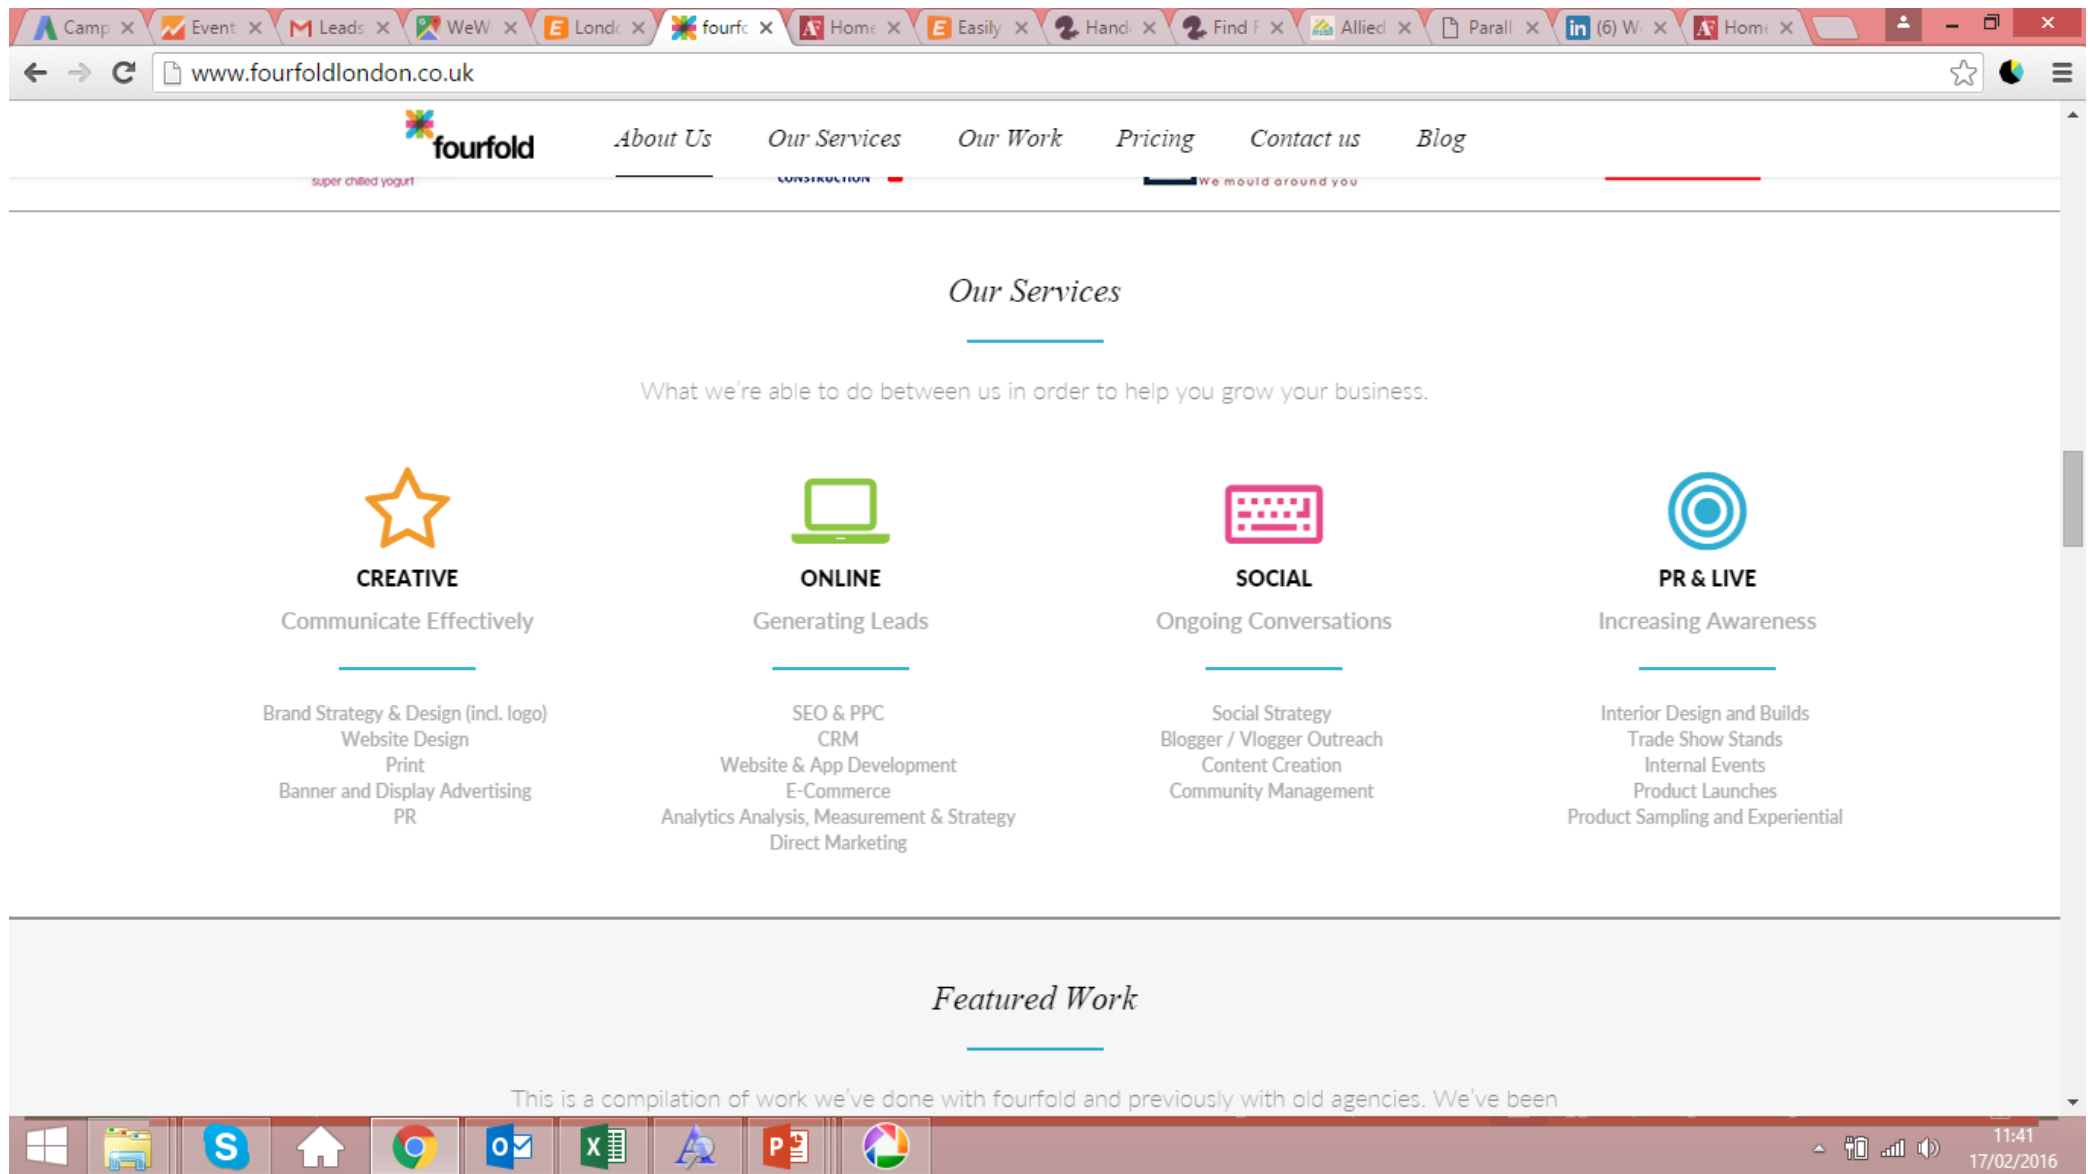 Camp
Event
Leads
WeW
Londo
fourfo
Home
Easily
Hand
Find F
Allied
Parall
in (6) W
Home
www.fourfoldlondon.co.uk
fourfold
About Us
Our Services
Our Work
Pricing
Contact us
Blog
super chilled yogurt
CONSTRUCTION
We mould around you
Our Services
What we're able to do between us in order to help you grow your business.
CREATIVE
Communicate Effectively
Brand Strategy & Design (incl. logo)
Website Design
Print
Banner and Display Advertising
PR
ONLINE
Generating Leads
SEO & PPC
CRM
Website & App Development
E-Commerce
Analytics Analysis, Measurement & Strategy
Direct Marketing
SOCIAL
Ongoing Conversations
Social Strategy
Blogger / Vlogger Outreach
Content Creation
Community Management
PR & LIVE
Increasing Awareness
Interior Design and Builds
Trade Show Stands
Internal Events
Product Launches
Product Sampling and Experiential
Featured Work
This is a compilation of work we've done with fourfold and previously with old agencies. We've been
11:41
17/02/2016